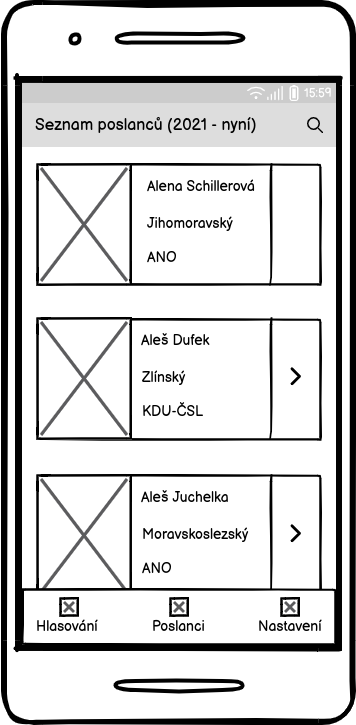 15:59
Seznam poslanců (2021 - nyní)
Alena Schillerová
Jihomoravský
ANO
Aleš Dufek
Zlínský
KDU-ČSL
Aleš Juchelka
Moravskoslezský
ANO
Hlasování Poslanci Nastavení